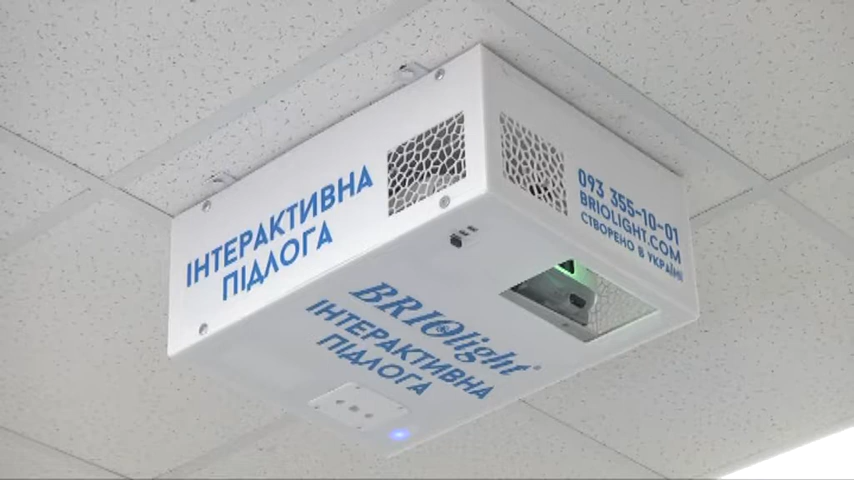 ІНТЕРАКТИВНА
ПІДЛОГА
093 355-10-01
BRIOLIGHT.COM
СТВОРЕНО В УКРАЇНІ
BRIOlight®
ІНТЕРАКТИВНА
ПІДЛОГА